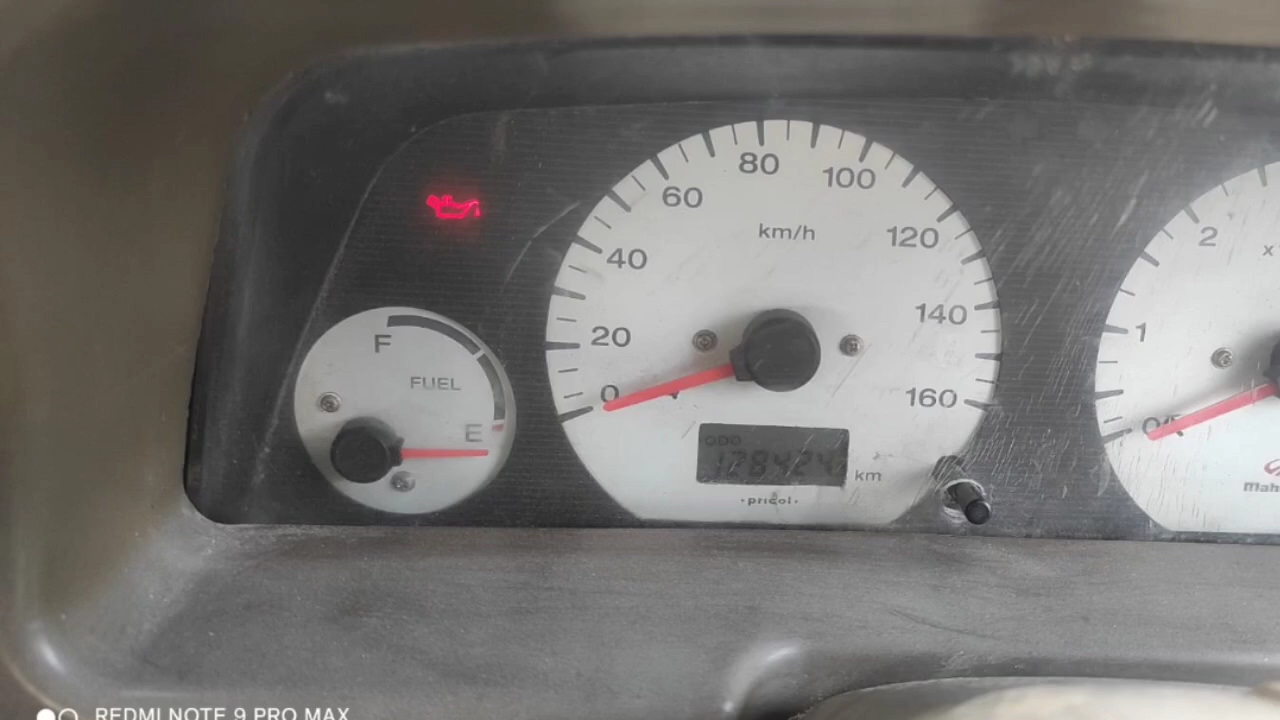 80
60
100
km/h
120
40
2
x
140
20
1
F
FUEL
0
160
E
ODO
128424
km
pricol
Mah
REDMI NOTE 9 PRO MAX